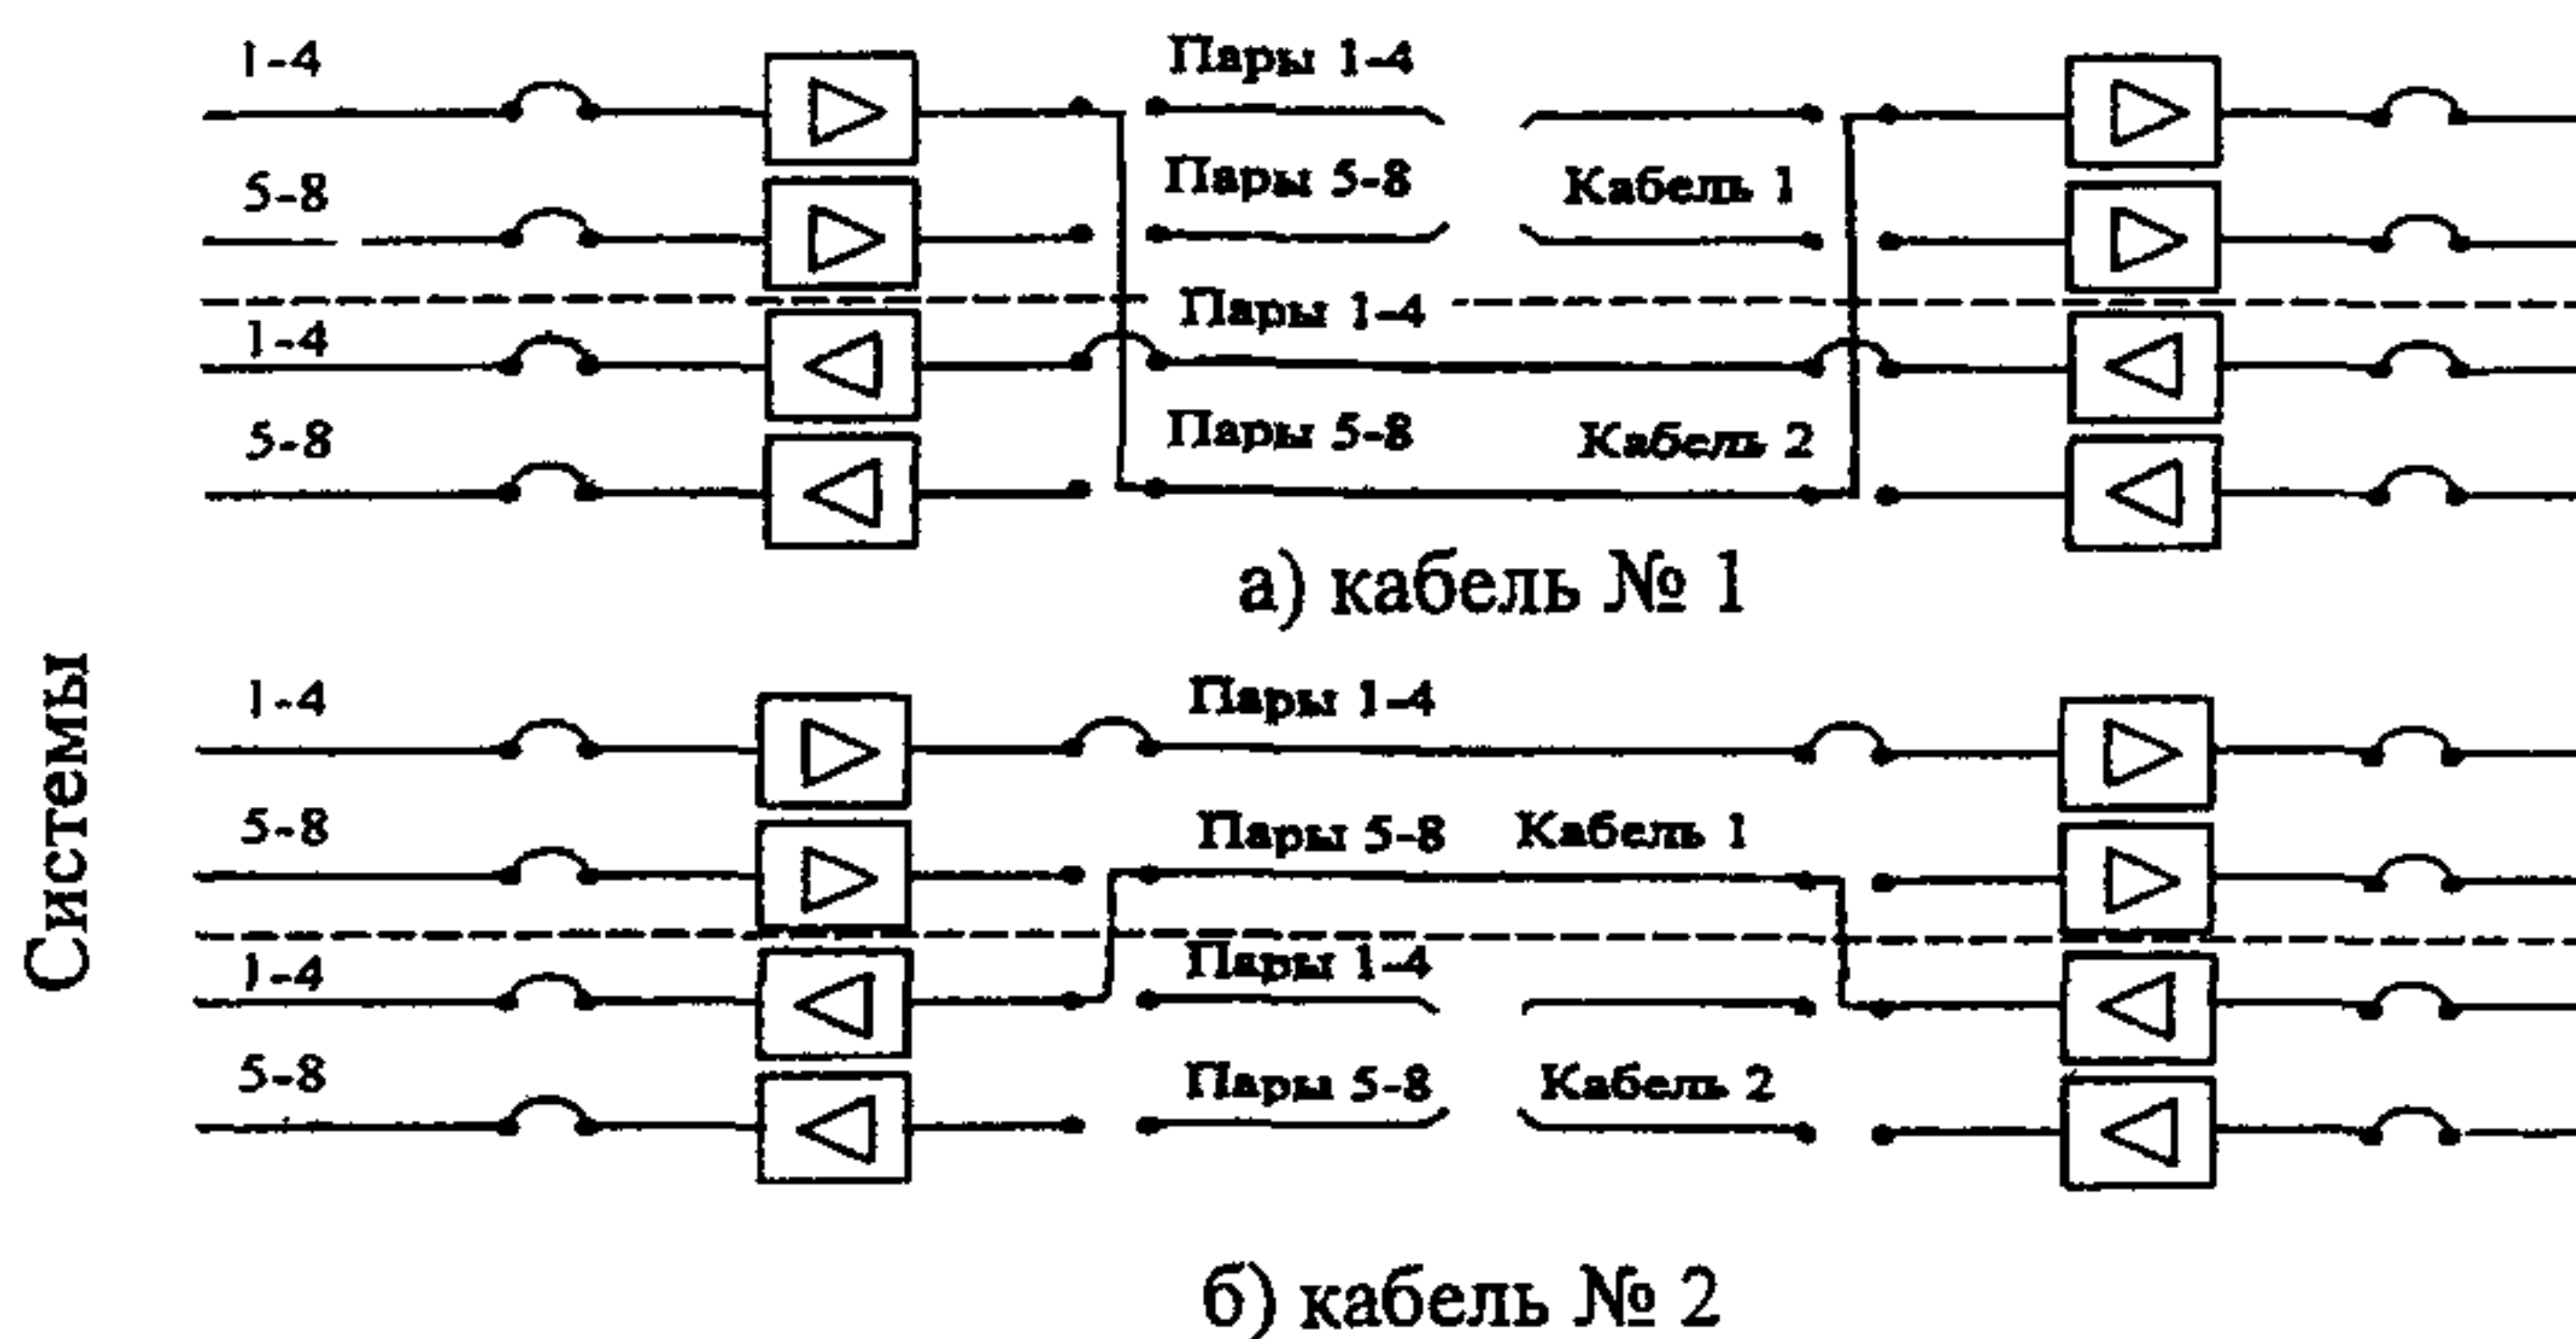 1-4
Пары 1-4
5-8
Пары 5-8
Кабель 1
1-4
Пары 1-4
5-8
Пары 5-8
Кабель 2
а) кабель № 1
Системы
1-4
Пары 1-4
5-8
Пары 5-8
Кабель 1
1-4
Пары 1-4
5-8
Пары 5-8
Кабель 2
б) кабель № 2